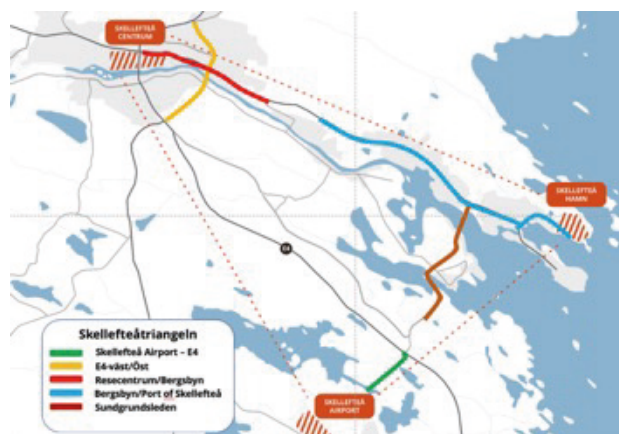 SKELLEFTEÅ
CENTRUM
SKELLEFTEÅ
HAMN
E4
Skellefteåtriangeln
Skellefteå Airport – E4
E4-väst/Öst
Resecentrum/Bergsbyn
Bergsbyn/Port of Skellefteå
Sundgrundsleden
SKELLEFTEÅ
AIRPORT